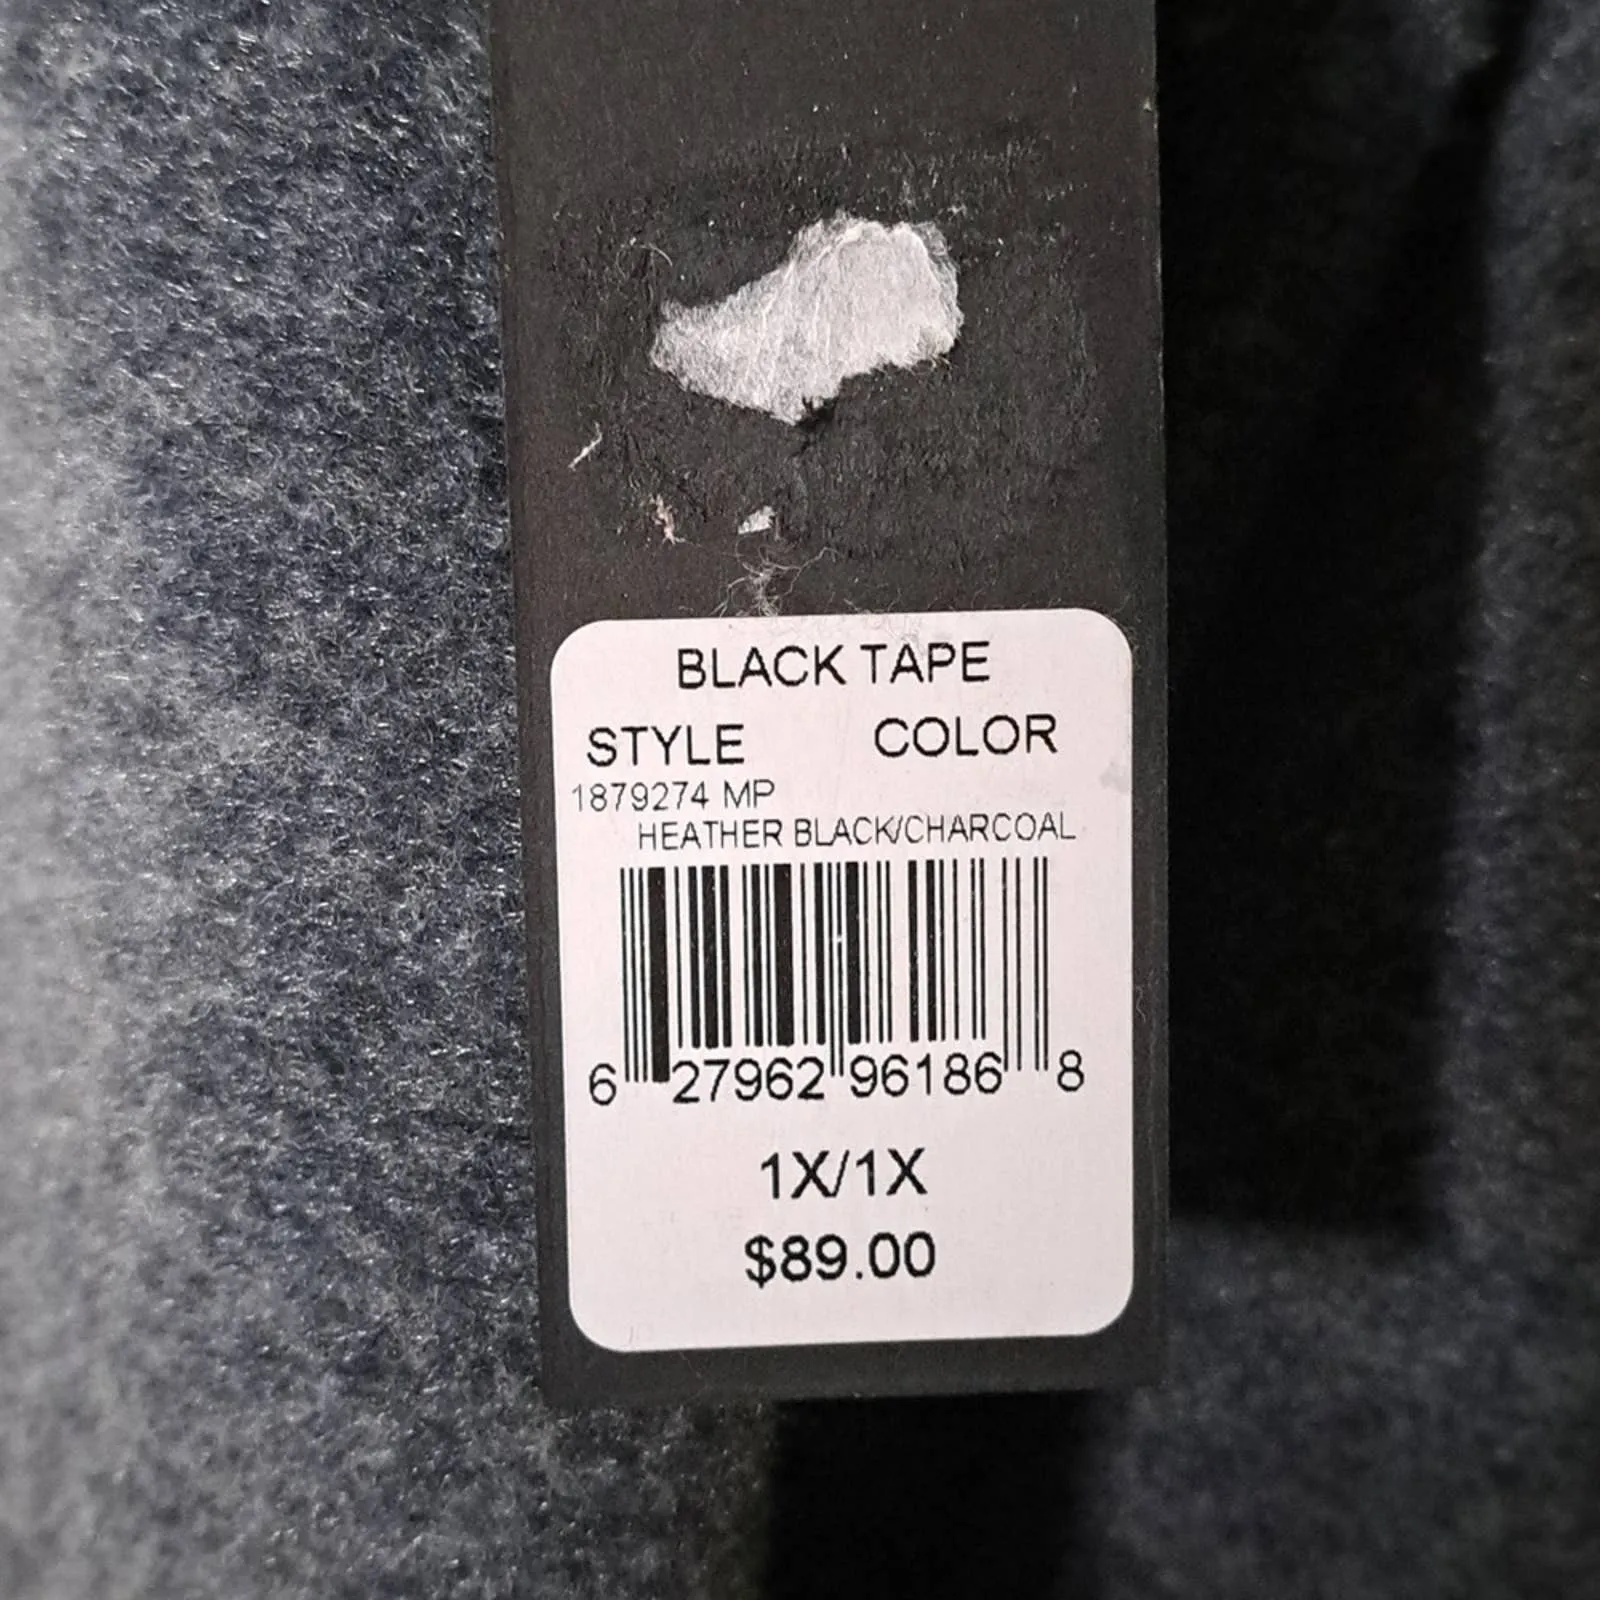 BLACK TAPE
STYLE COLOR
1879274 MP
HEATHER BLACK/CHARCOAL
6 27962 96186 8
1X/1X
$89.00